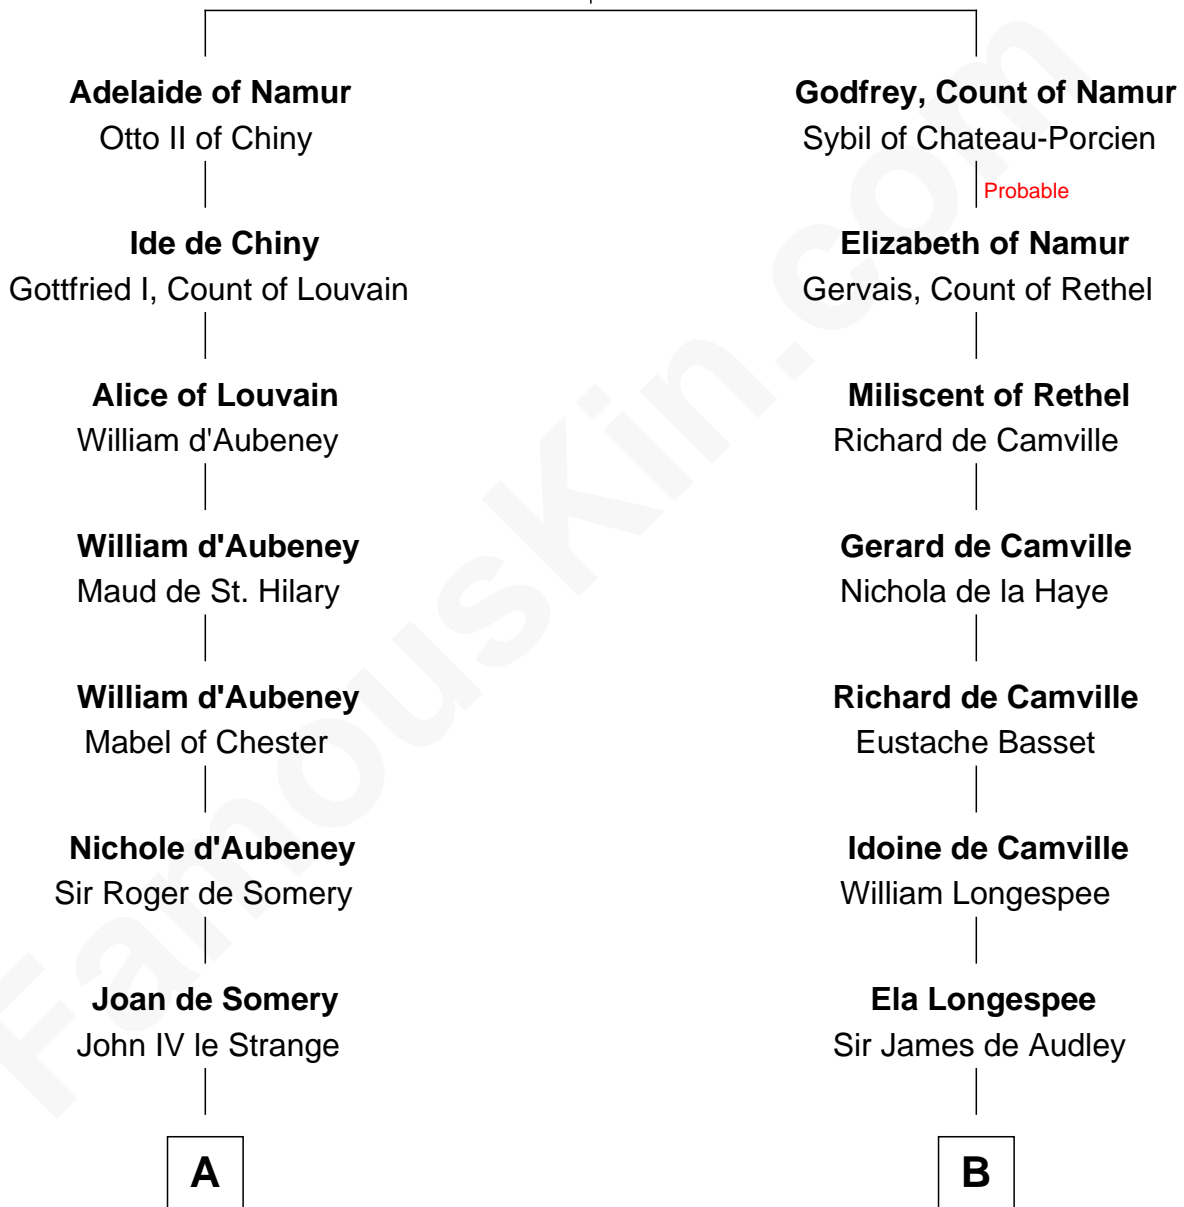 Adelaide of Namur
Otto II of Chiny
Ide de Chiny
Gottfried I, Count of Louvain
Alice of Louvain
William d'Aubeney
William d'Aubeney
Maud de St. Hilary
William d'Aubeney
Mabel of Chester
Nichole d'Aubeney
Sir Roger de Somery
Joan de Somery
John IV le Strange
A
Godfrey, Count of Namur
Sybil of Chateau-Porcien
Probable
Elizabeth of Namur
Gervais, Count of Rethel
Miliscent of Rethel
Richard de Camville
Gerard de Camville
Nichola de la Haye
Richard de Camville
Eustache Basset
Idoine de Camville
William Longespee
Ela Longespee
Sir James de Audley
B
FamousKin.com